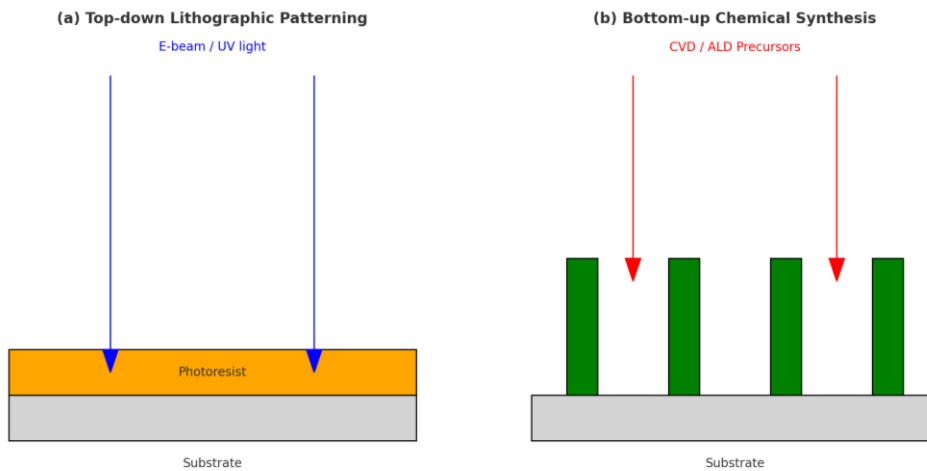 (a) Top-down Lithographic Patterning
E-beam / UV light
Photoresist
Substrate
(b) Bottom-up Chemical Synthesis
CVD / ALD Precursors
Substrate